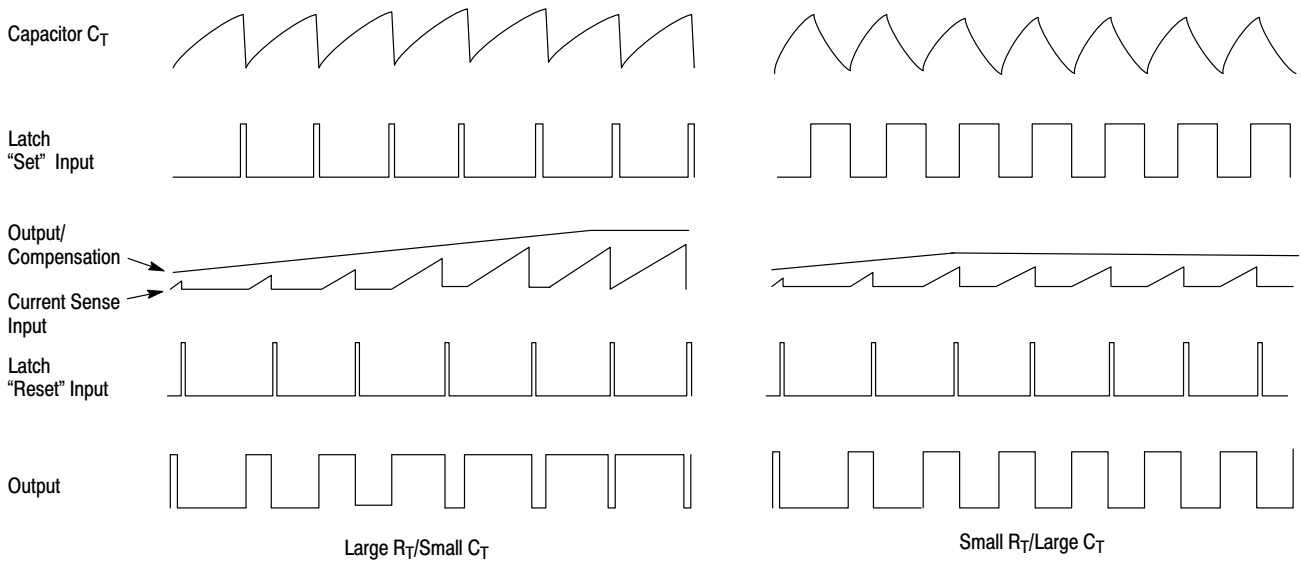 Capacitor CT
Latch
“Set” Input
Output/
Compensation
Current Sense
Input
Latch
“Reset” Input
Output
Large RT/Small CT
Small RT/Large CT